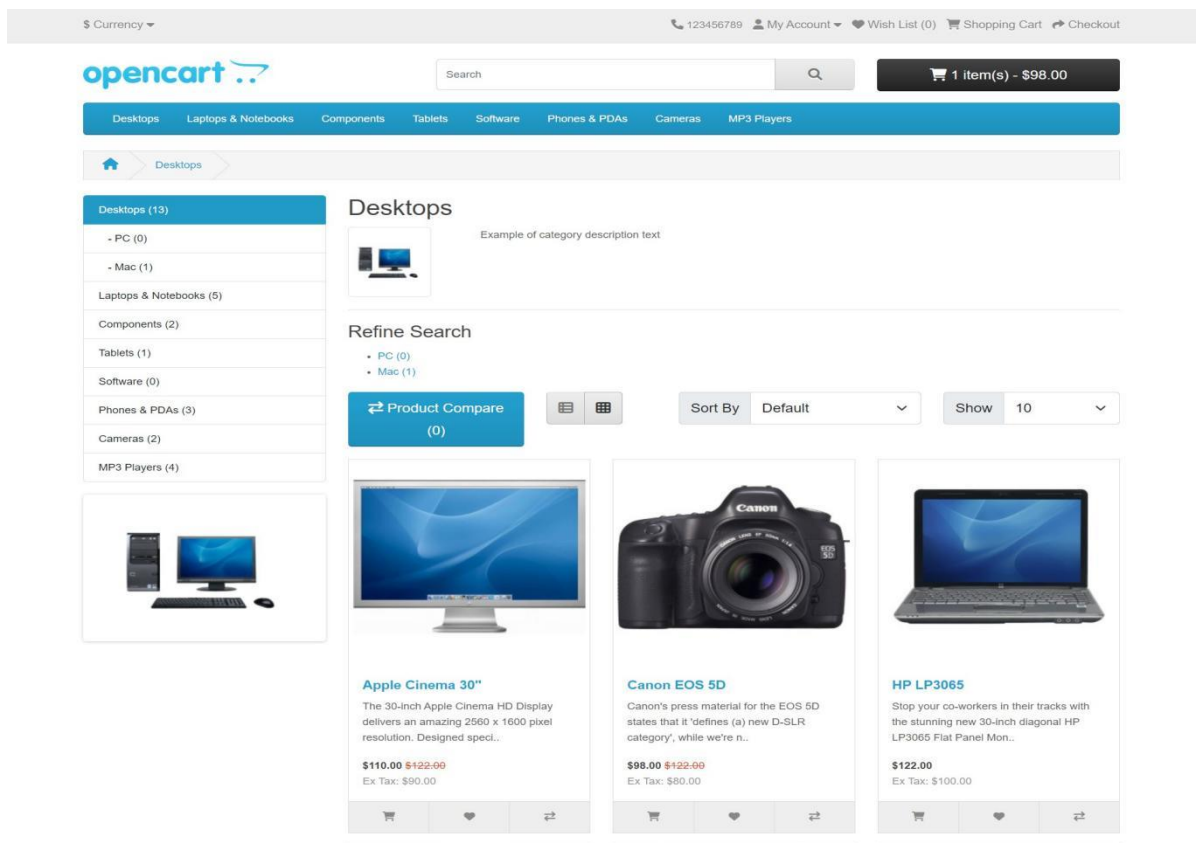 $ Currency
123456789 My Account Wish List (0) Shopping Cart Checkout
opencart
Search
1 item(s) - $98.00
Desktops Laptops & Notebooks Components Tablets Software Phones & PDAs Cameras MP3 Players
Desktops
Desktops (13)
- PC (0)
- Mac (1)
Laptops & Notebooks (5)
Components (2)
Tablets (1)
Software (0)
Phones & PDAs (3)
Cameras (2)
MP3 Players (4)
Desktops
Example of category description text
Refine Search
• PC (0)
• Mac (1)
Product Compare
(0)
Sort By Default
Show 10
Canon
EOS
5D
Apple Cinema 30"
The 30-inch Apple Cinema HD Display
delivers an amazing 2560 x 1600 pixel
resolution. Designed speci..
$110.00 $122.00
Ex Tax: $90.00
Canon EOS 5D
Canon's press material for the EOS 5D
states that it 'defines (a) new D-SLR
category', while we're n..
$98.00 $122.00
Ex Tax: $80.00
HP LP3065
Stop your co-workers in their tracks with
the stunning new 30-inch diagonal HP
LP3065 Flat Panel Mon..
$122.00
Ex Tax: $100.00